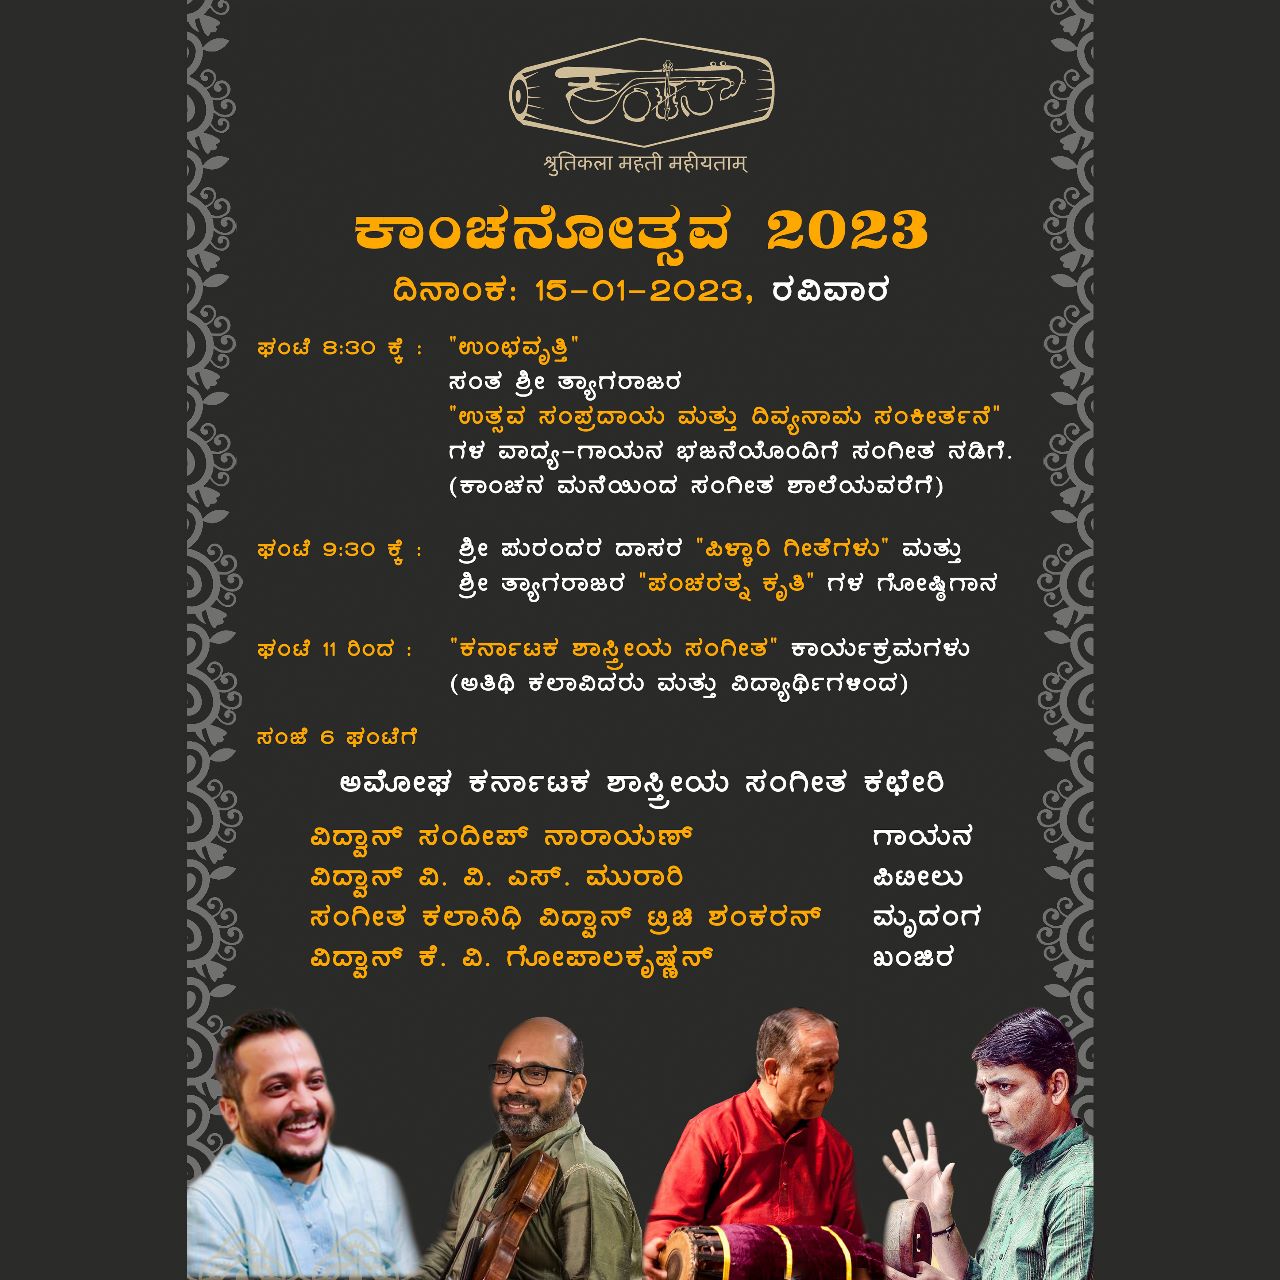 ಕಾಂಚನ
श्रुतिकला महती महीयताम्
ಕಾಂಚನೋತ್ಸವ 2023
ದಿನಾಂಕ: 15-01-2023, ರವಿವಾರ
ಘಂಟೆ 8:30 ಕ್ಕೆ : "ಉಂಛವೃತ್ತಿ"
ಸಂತ ಶ್ರೀ ತ್ಯಾಗರಾಜರ
"ಉತ್ಸವ ಸಂಪ್ರದಾಯ ಮತ್ತು ದಿವ್ಯನಾಮ ಸಂಕೀರ್ತನೆ"
ಗಳ ವಾದ್ಯ-ಗಾಯನ ಭಜನೆಯೊಂದಿಗೆ ಸಂಗೀತ ನಡಿಗೆ.
(ಕಾಂಚನ ಮನೆಯಿಂದ ಸಂಗೀತ ಶಾಲೆಯವರೆಗೆ)
ಘಂಟೆ 9:30 ಕ್ಕೆ : ಶ್ರೀ ಪುರಂದರ ದಾಸರ "ಪಿಳ್ಳಾರಿ ಗೀತೆಗಳು" ಮತ್ತು
ಶ್ರೀ ತ್ಯಾಗರಾಜರ "ಪಂಚರತ್ನ ಕೃತಿ" ಗಳ ಗೋಷ್ಠಿಗಾನ
ಘಂಟೆ 11 ರಿಂದ : "ಕರ್ನಾಟಕ ಶಾಸ್ತ್ರೀಯ ಸಂಗೀತ" ಕಾರ್ಯಕ್ರಮಗಳು
(ಅತಿಥಿ ಕಲಾವಿದರು ಮತ್ತು ವಿದ್ಯಾರ್ಥಿಗಳಿಂದ)
ಸಂಜೆ 6 ಘಂಟೆಗೆ
ಅಮೋಘ ಕರ್ನಾಟಕ ಶಾಸ್ತ್ರೀಯ ಸಂಗೀತ ಕಛೇರಿ
ವಿದ್ವಾನ್ ಸಂದೀಪ್ ನಾರಾಯಣ್ ಗಾಯನ
ವಿದ್ವಾನ್ ವಿ. ವಿ. ಎಸ್. ಮುರಾರಿ ಪಿಟೀಲು
ಸಂಗೀತ ಕಲಾನಿಧಿ ವಿದ್ವಾನ್ ಟ್ರಿಚಿ ಶಂಕರನ್ ಮೃದಂಗ
ವಿದ್ವಾನ್ ಕೆ. ವಿ. ಗೋಪಾಲಕೃಷ್ಣನ್ ಖಂಜಿರ